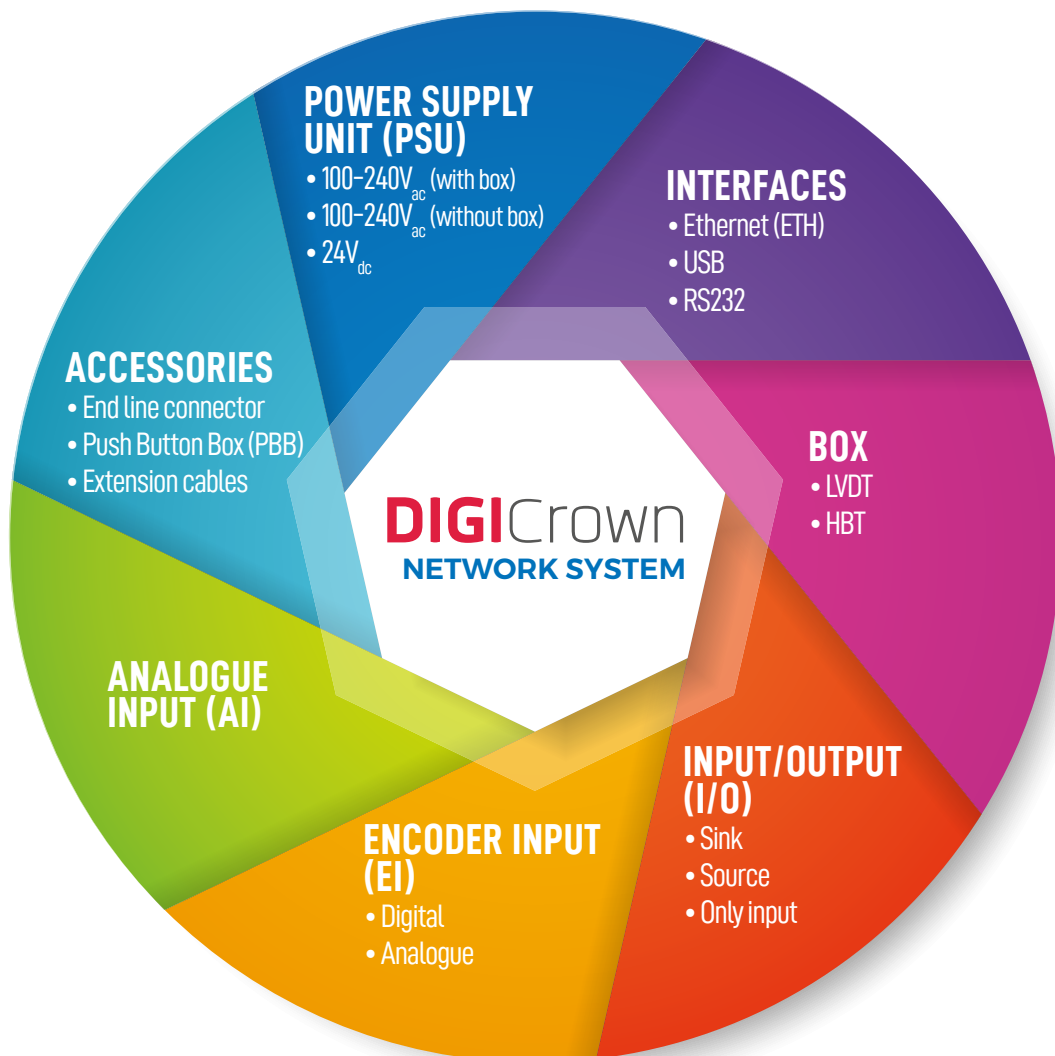 POWER SUPPLY
UNIT (PSU)
• 100-240Vac (with box)
• 100-240Vac (without box)
• 24Vdc
INTERFACES
• Ethernet (ETH)
• USB
• RS232
BOX
• LVDT
• HBT
INPUT/OUTPUT
(I/O)
• Sink
• Source
• Only input
ENCODER INPUT
(EI)
• Digital
• Analogue
ANALOGUE
INPUT (AI)
ACCESSORIES
• End line connector
• Push Button Box (PBB)
• Extension cables
DIGICrown
NETWORK SYSTEM